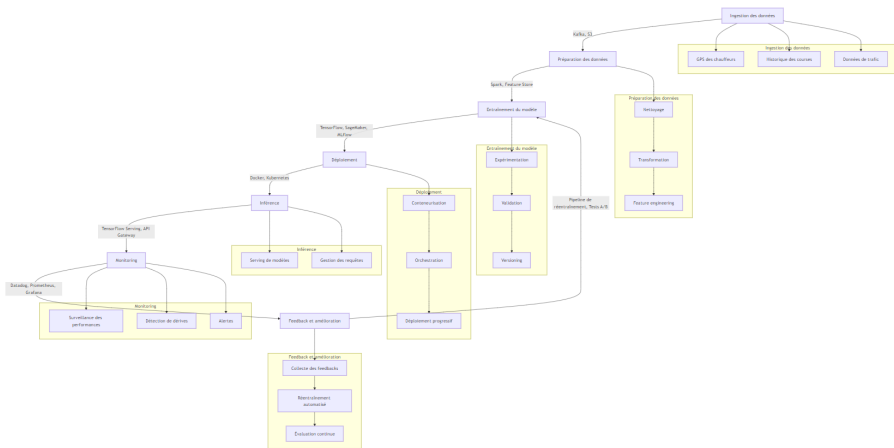 Ingestion des données
Kafka, S3
Ingestion des données
GPS des chauffeurs
Historique des courses
Données de trafic
Préparation des données
Spark, Feature Store
Préparation des données
Nettoyage
Entraînement du modèle
TensorFlow, SageMaker,
MLflow
Entraînement du modèle
Expérimentation
Transformation
Déploiement
Docker, Kubernetes
Déploiement
Conteneurisation
Validation
Feature engineering
Pipeline de
réentraînement, Tests A/B
Inférence
TensorFlow Serving, API
Gateway
Inférence
Serving de modèles
Gestion des requêtes
Orchestration
Versioning
Monitoring
Datadog, Prometheus,
Grafana
Monitoring
Surveillance des
performances
Détection de dérives
Alertes
Feedback et amélioration
Déploiement progressif
Feedback et amélioration
Collecte des feedbacks
Réentraînement
automatisé
Évaluation continue